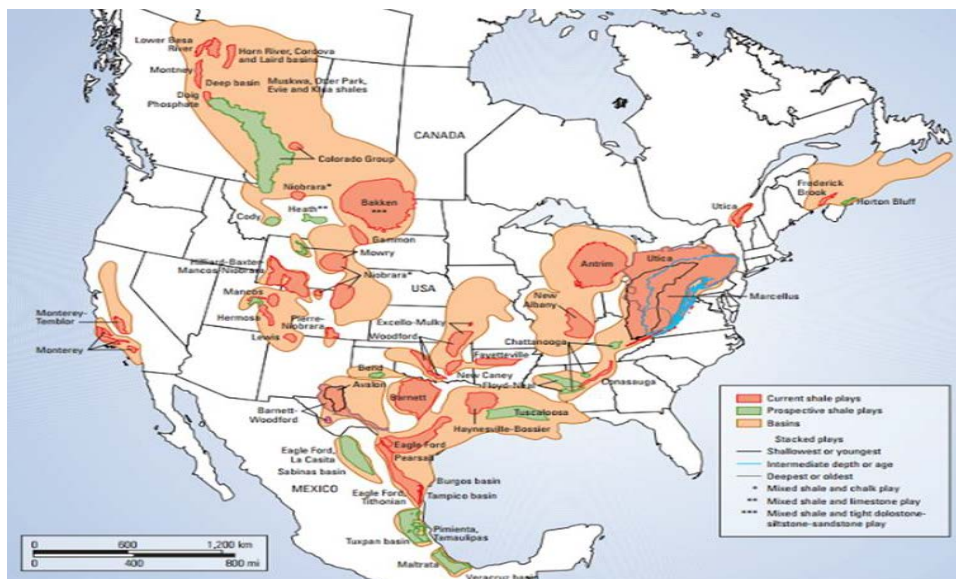 Lower Besa
River
Horn River, Cordova
and Laird basins
Montney
Deep basin
Muskwa, Otter Park,
Evie and Klua shales
Doig
Phosphate
CANADA
Colorado Group
Niobrara*
Bakken
***
Cody
Heath**
Gammon
Mowry
Hilliard-Baxter-
Mancos-Niobrara
Niobrara*
USA
Mancos
Hermosa
Pierre-
Niobrara
Lewis
Monterey-
Temblor
Monterey
Excello-Mulky
Woodford
Fayetteville
New Caney
Bend
Avalon
Barnett
Barnett-
Woodford
Antrim
New
Albany
Chattanooga
Floyd-Neal
Conasauga
Utica
Marcellus
Utica
Frederick
Brook
Horton Bluff
Tuscaloosa
Haynesville-Bossier
Eagle Ford
Pearsall
Eagle Ford,
La Casita
Sabinas basin
MEXICO
Burgos basin
Eagle Ford,
Tithonian
Tampico basin
Pimienta,
Tamaulipas
Tuxpan basin
Maltrata
Veracruz basin
Current shale plays
Prospective shale plays
Basins
Stacked plays
Shallowest or youngest
Intermediate depth or age
Deepest or oldest
* Mixed shale and chalk play
** Mixed shale and limestone play
*** Mixed shale and tight dolostone-
siltstone-sandstone play
0 600 1,200 km
0 400 800 mi